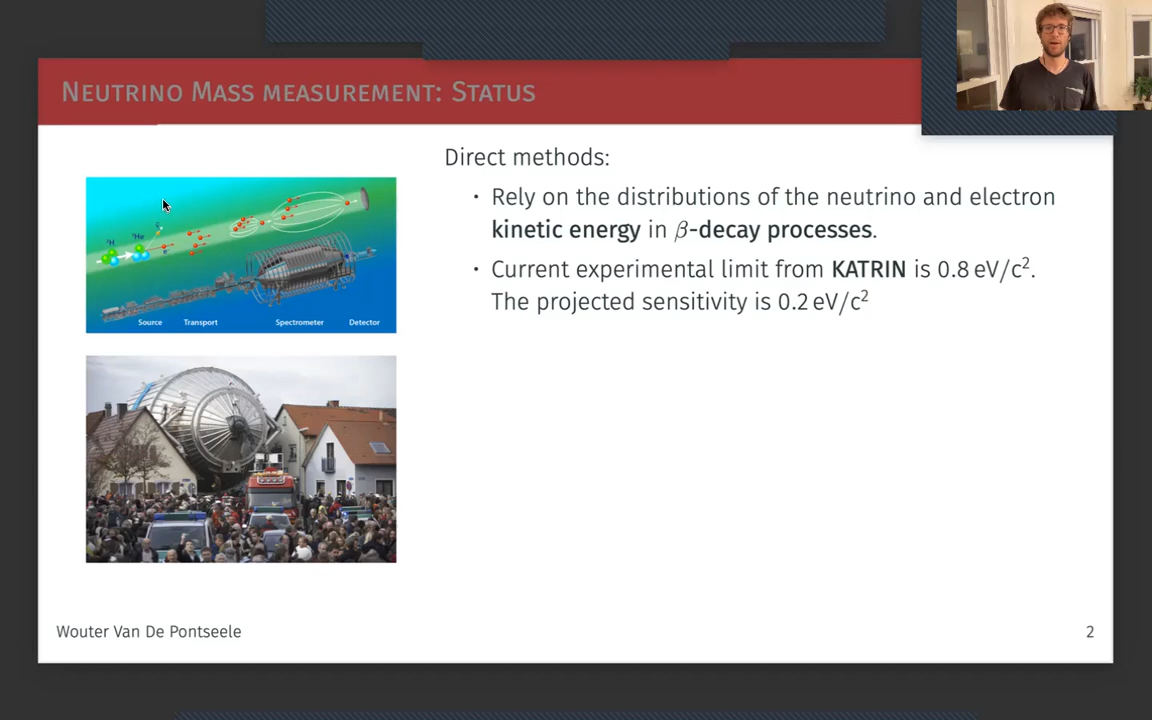 NEUTRINO MASS MEASUREMENT: STATUS
Direct methods:
· Rely on the distributions of the neutrino and electron
kinetic energy in β-decay processes.
· Current experimental limit from KATRIN is 0.8 eV/c².
The projected sensitivity is 0.2 eV/c²
³H
³He
Source
Transport
Spectrometer
Detector
Wouter Van De Pontseele
2